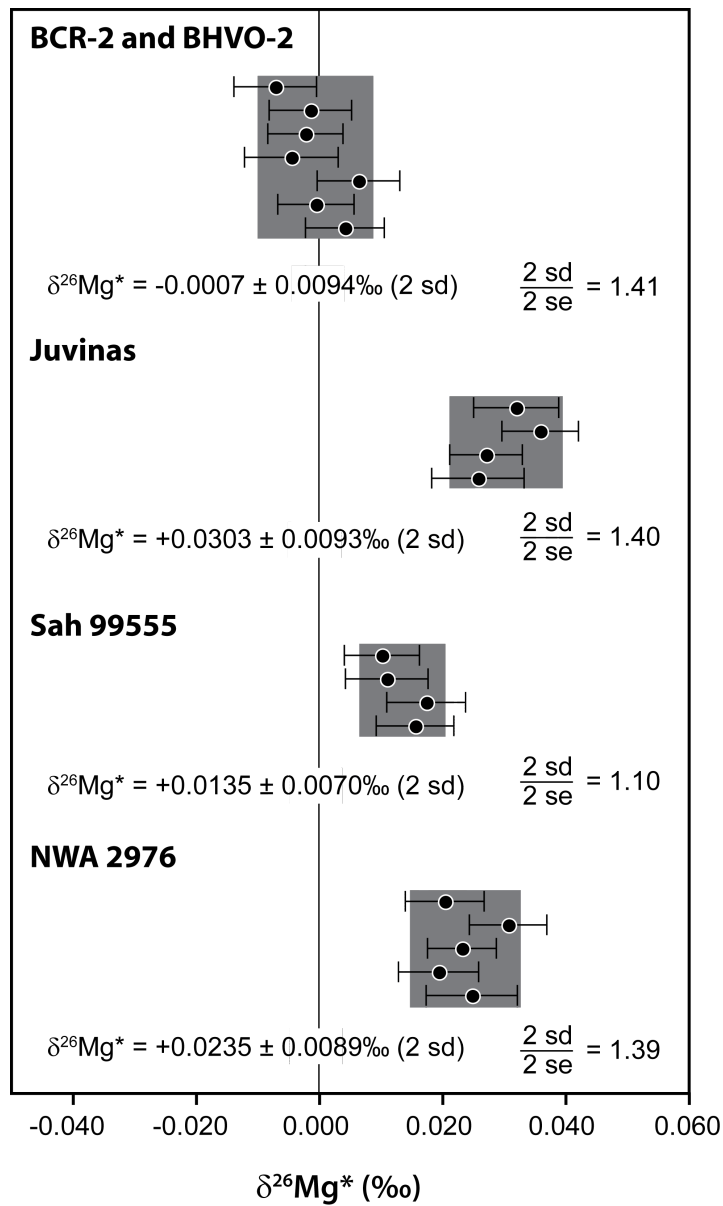 BCR-2 and BHVO-2
δ²⁶Mg* = -0.0007 ± 0.0094‰ (2 sd)
2 sd
2 se
= 1.41
Juvinas
δ²⁶Mg* = +0.0303 ± 0.0093‰ (2 sd)
2 sd
2 se
= 1.40
Sah 99555
δ²⁶Mg* = +0.0135 ± 0.0070‰ (2 sd)
2 sd
2 se
= 1.10
NWA 2976
δ²⁶Mg* = +0.0235 ± 0.0089‰ (2 sd)
2 sd
2 se
= 1.39
-0.040 -0.020 0.000 0.020 0.040 0.060
δ²⁶Mg* (‰)